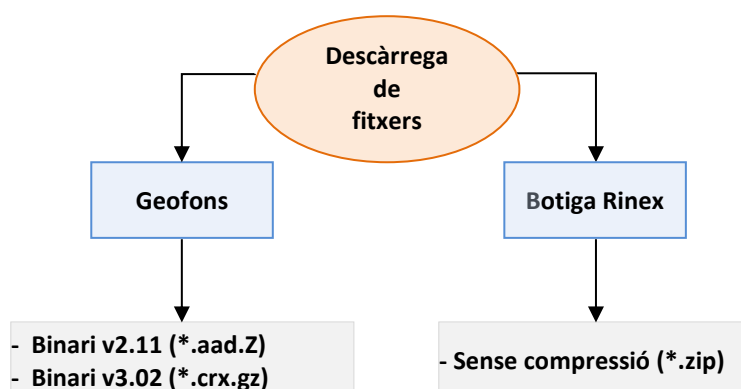 Descàrrega
de
fitxers
Geofons
Botiga Rinex
- Binari v2.11 (*.aad.Z)
- Binari v3.02 (*.crx.gz)
- Sense compressió (*.zip)